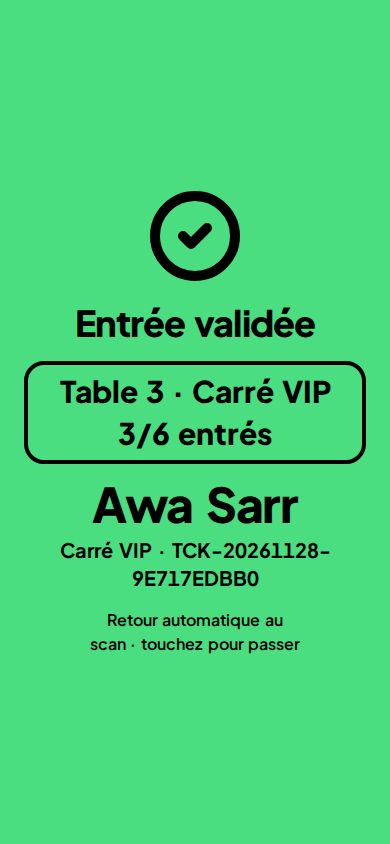 Entrée validée
Table 3 · Carré VIP
3/6 entrés
Awa Sarr
Carré VIP · TCK-20261128-
9E717EDBB0
Retour automatique au
scan · touchez pour passer